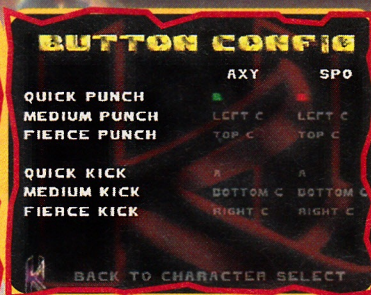 BUTTON CONFIG
AXY SPO
QUICK PUNCH B B
MEDIUM PUNCH LEFT C LEFT C
FIERCE PUNCH TOP C TOP C
QUICK KICK A A
MEDIUM KICK BOTTOM C BOTTOM C
FIERCE KICK RIGHT C RIGHT C
BACK TO CHARACTER SELECT